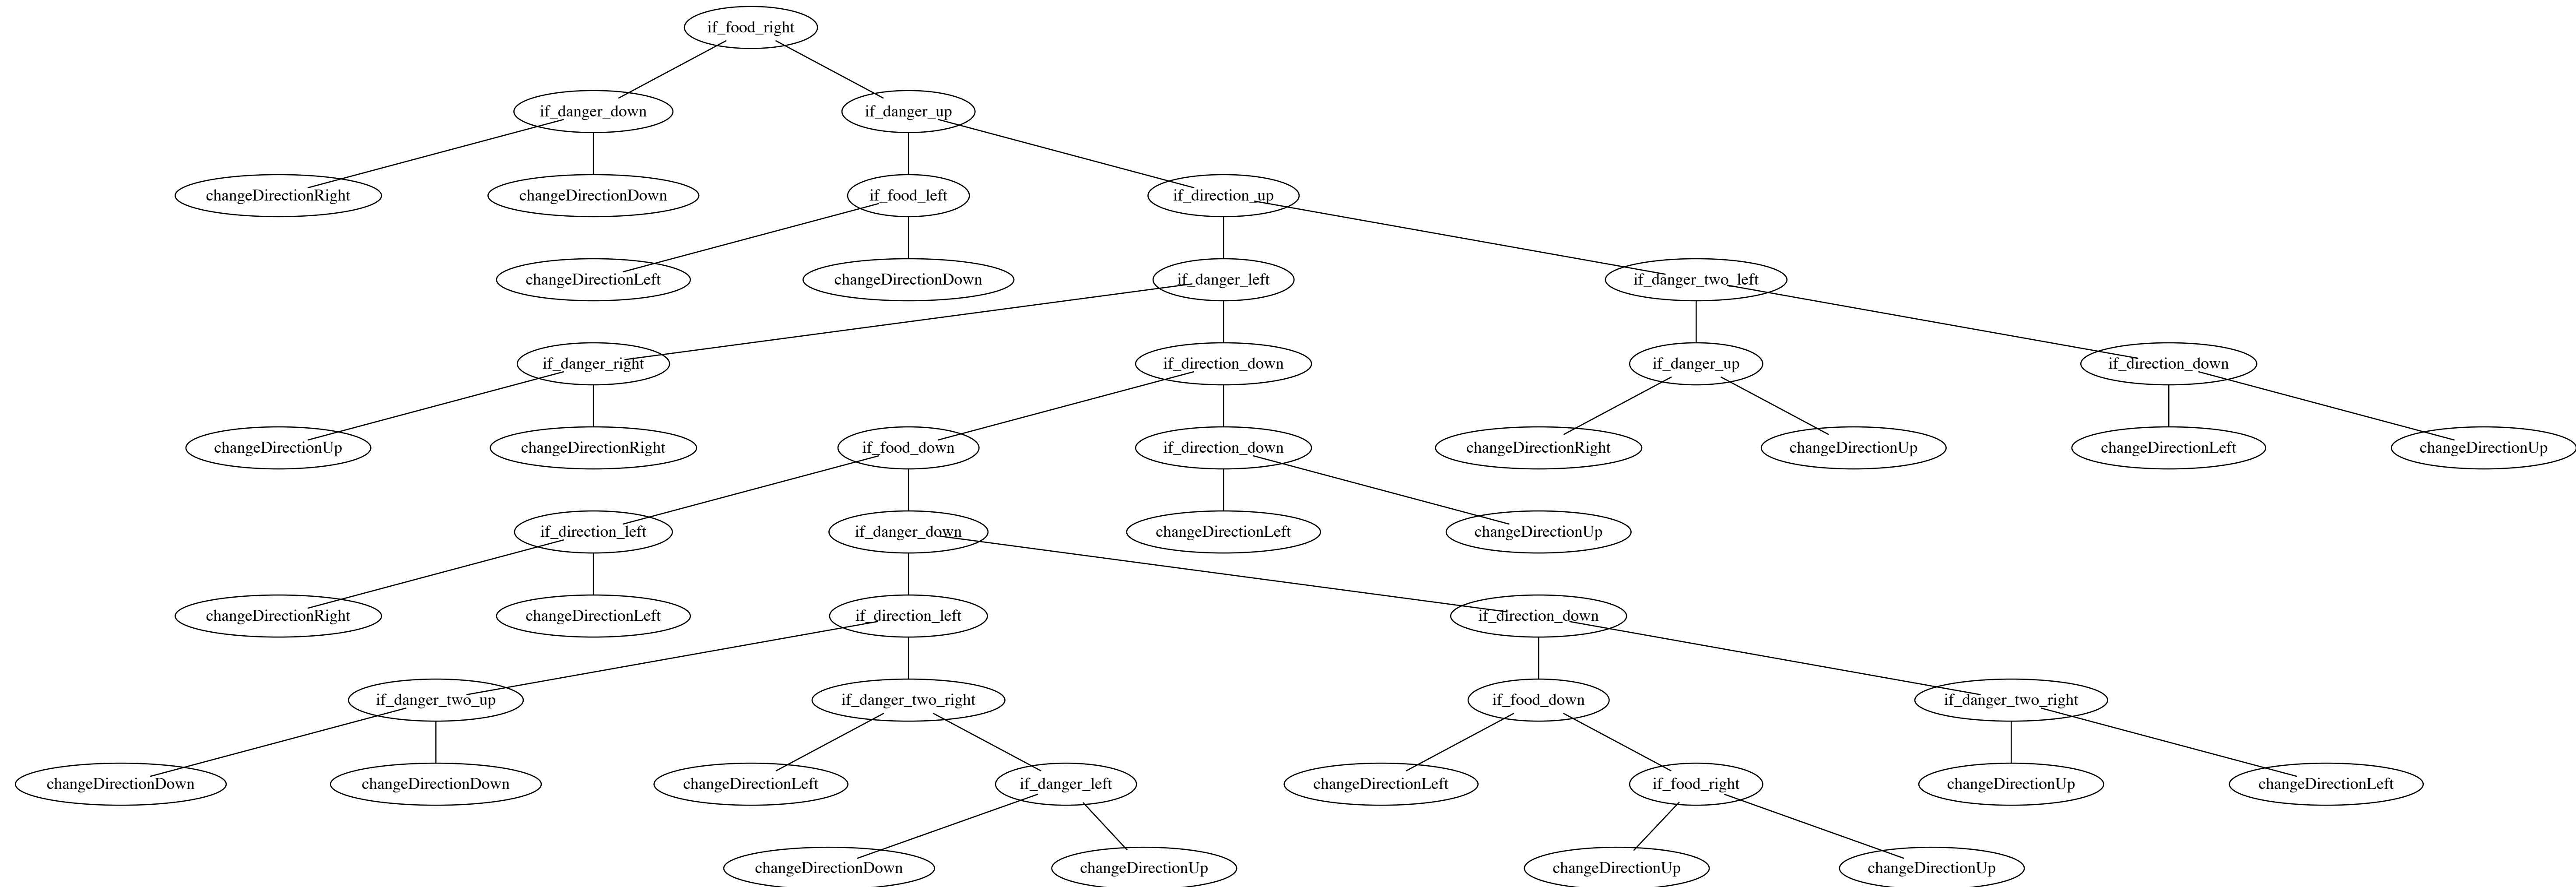 if_food_right
if_danger_down
if_danger_up
changeDirectionRight
changeDirectionDown
if_food_left
if_direction_up
changeDirectionLeft
changeDirectionDown
if_danger_left
if_danger_two_left
if_danger_right
if_direction_down
if_danger_up
if_direction_down
changeDirectionUp
changeDirectionRight
if_food_down
if_direction_down
changeDirectionRight
changeDirectionUp
changeDirectionLeft
changeDirectionUp
if_direction_left
if_danger_down
changeDirectionLeft
changeDirectionUp
changeDirectionRight
changeDirectionLeft
if_direction_left
if_direction_down
if_danger_two_up
if_danger_two_right
if_food_down
if_danger_two_right
changeDirectionDown
changeDirectionDown
changeDirectionLeft
if_danger_left
changeDirectionLeft
if_food_right
changeDirectionUp
changeDirectionLeft
changeDirectionDown
changeDirectionUp
changeDirectionUp
changeDirectionUp